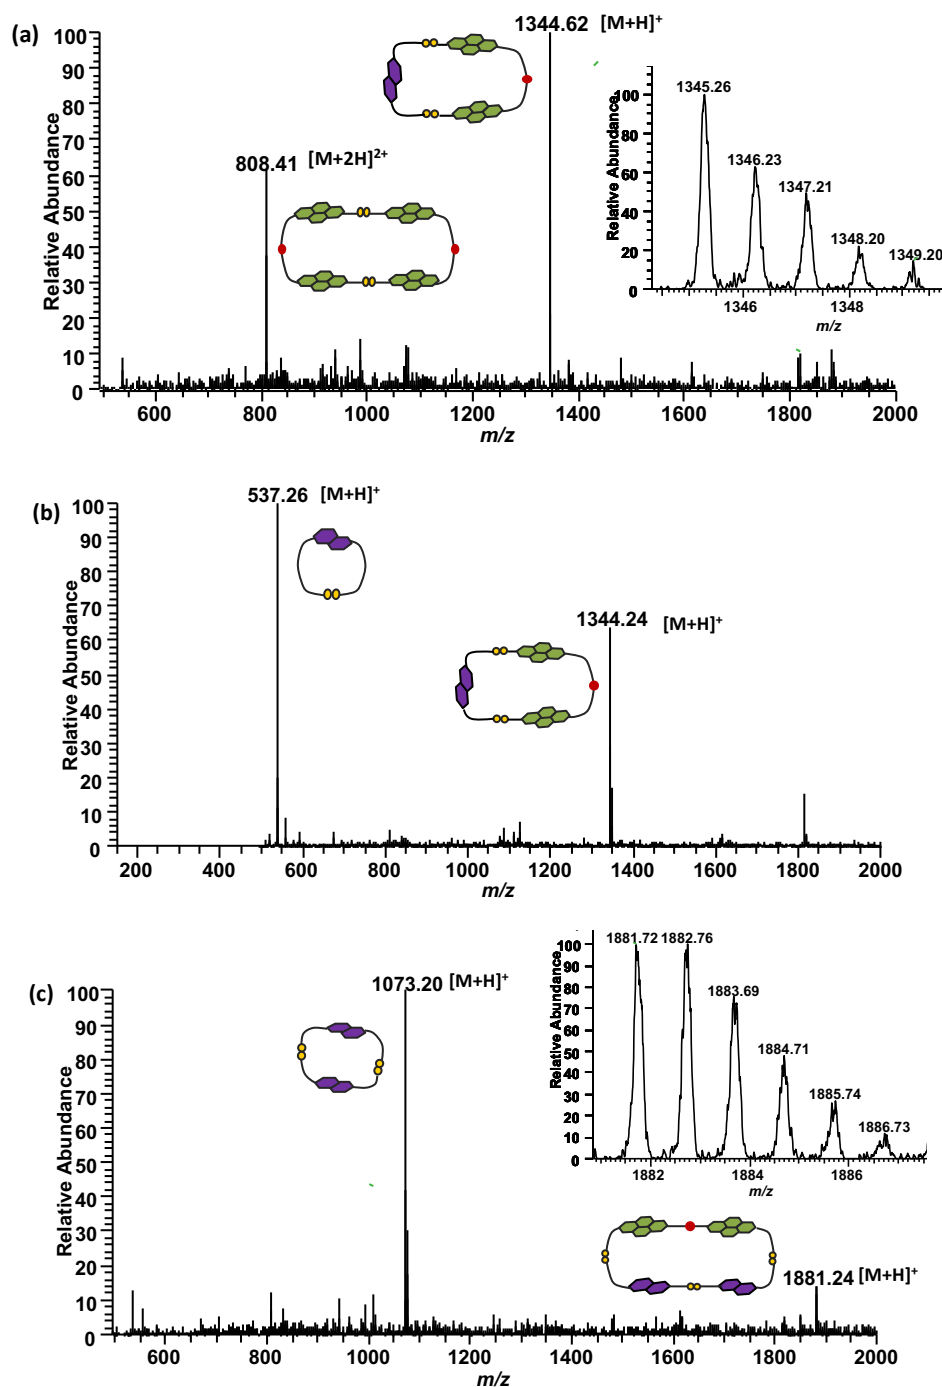 (a)
1344.62 [M+H]+
808.41 [M+2H]2+
Relative Abundance
100
90
80
70
60
50
40
30
20
10
0
600 800 1000 1200 1400 1600 1800 2000
m/z
Relative Abundance
100
80
60
40
20
0
1345.26
1346.23
1347.21
1348.20
1349.20
1346 1348
m/z
(b)
537.26 [M+H]+
1344.24 [M+H]+
Relative Abundance
100
90
80
70
60
50
40
30
20
10
0
200 400 600 800 1000 1200 1400 1600 1800 2000
m/z
(c)
1073.20 [M+H]+
1881.24 [M+H]+
Relative Abundance
100
90
80
70
60
50
40
30
20
10
0
600 800 1000 1200 1400 1600 1800 2000
m/z
Relative Abundance
100
90
80
70
60
50
40
30
20
10
0
1881.72 1882.76
1883.69
1884.71
1885.74
1886.73
1882 1884 1886
m/z